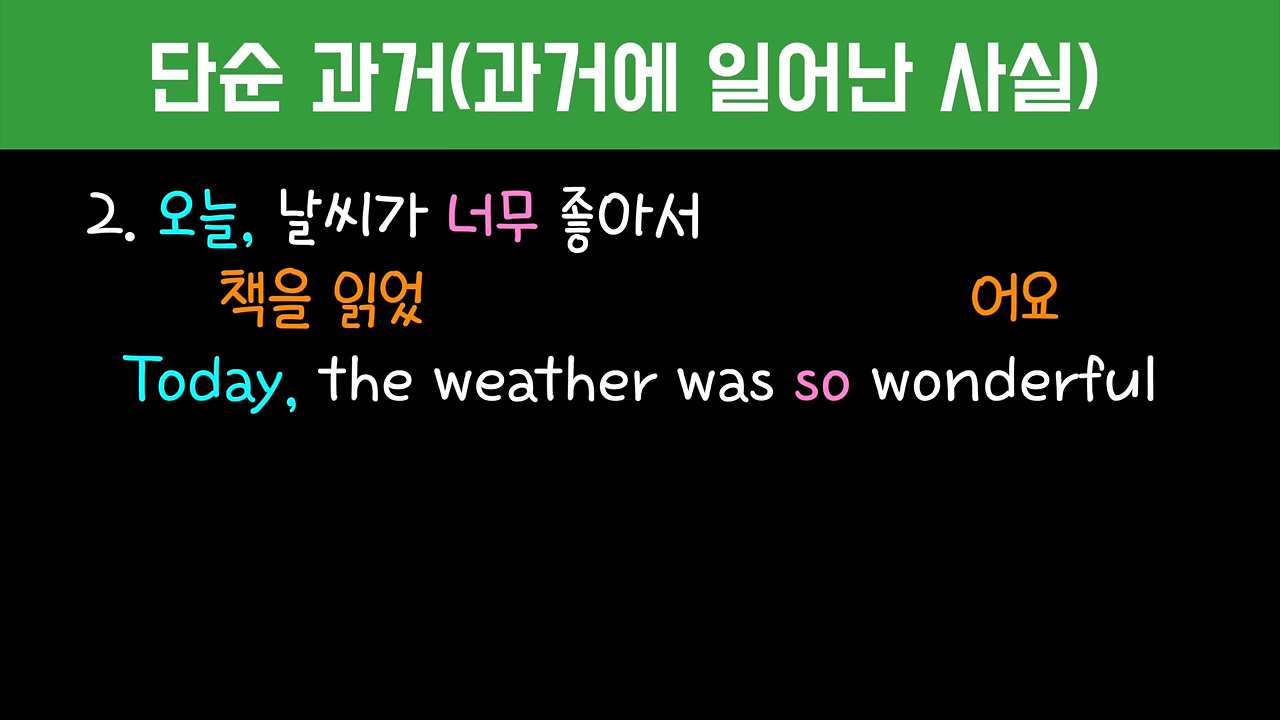 단순 과거(과거에 일어난 사실)
2. 오늘, 날씨가 너무 좋아서
책을 읽었 어요
Today, the weather was so wonderful